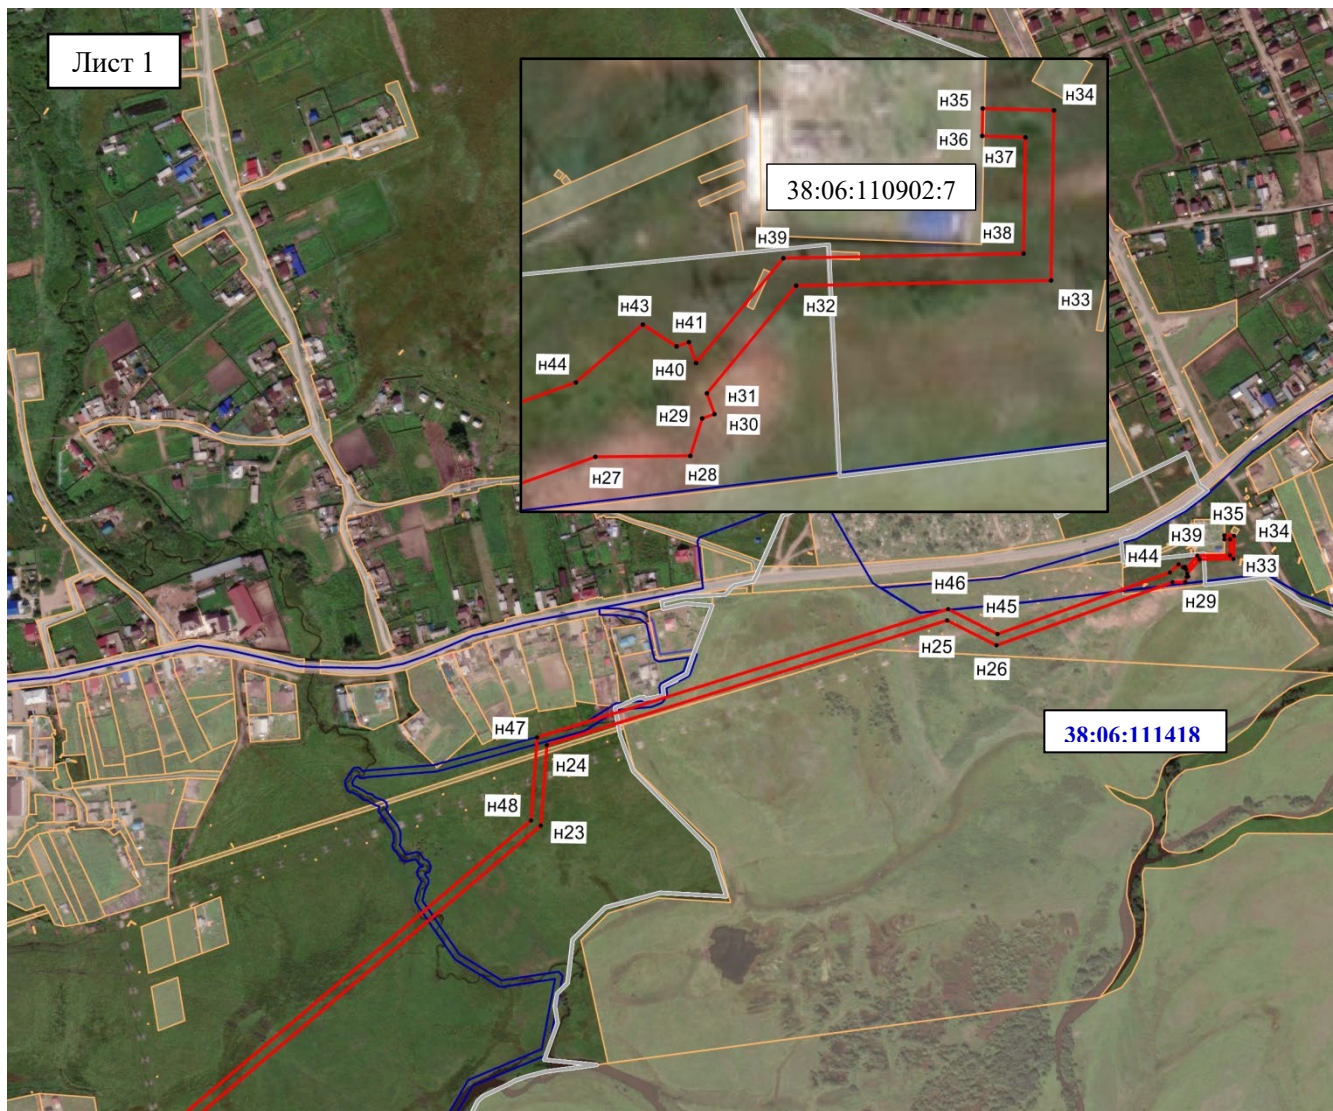 Лист 1
н35
н34
н36
н37
38:06:110902:7
н39
н38
н33
н32
н43
н41
н40
н44
н31
н29
н30
н27
н28
н35
н34
н39
н33
н44
н29
н46
н45
н25
н26
н47
н24
38:06:111418
н48
н23